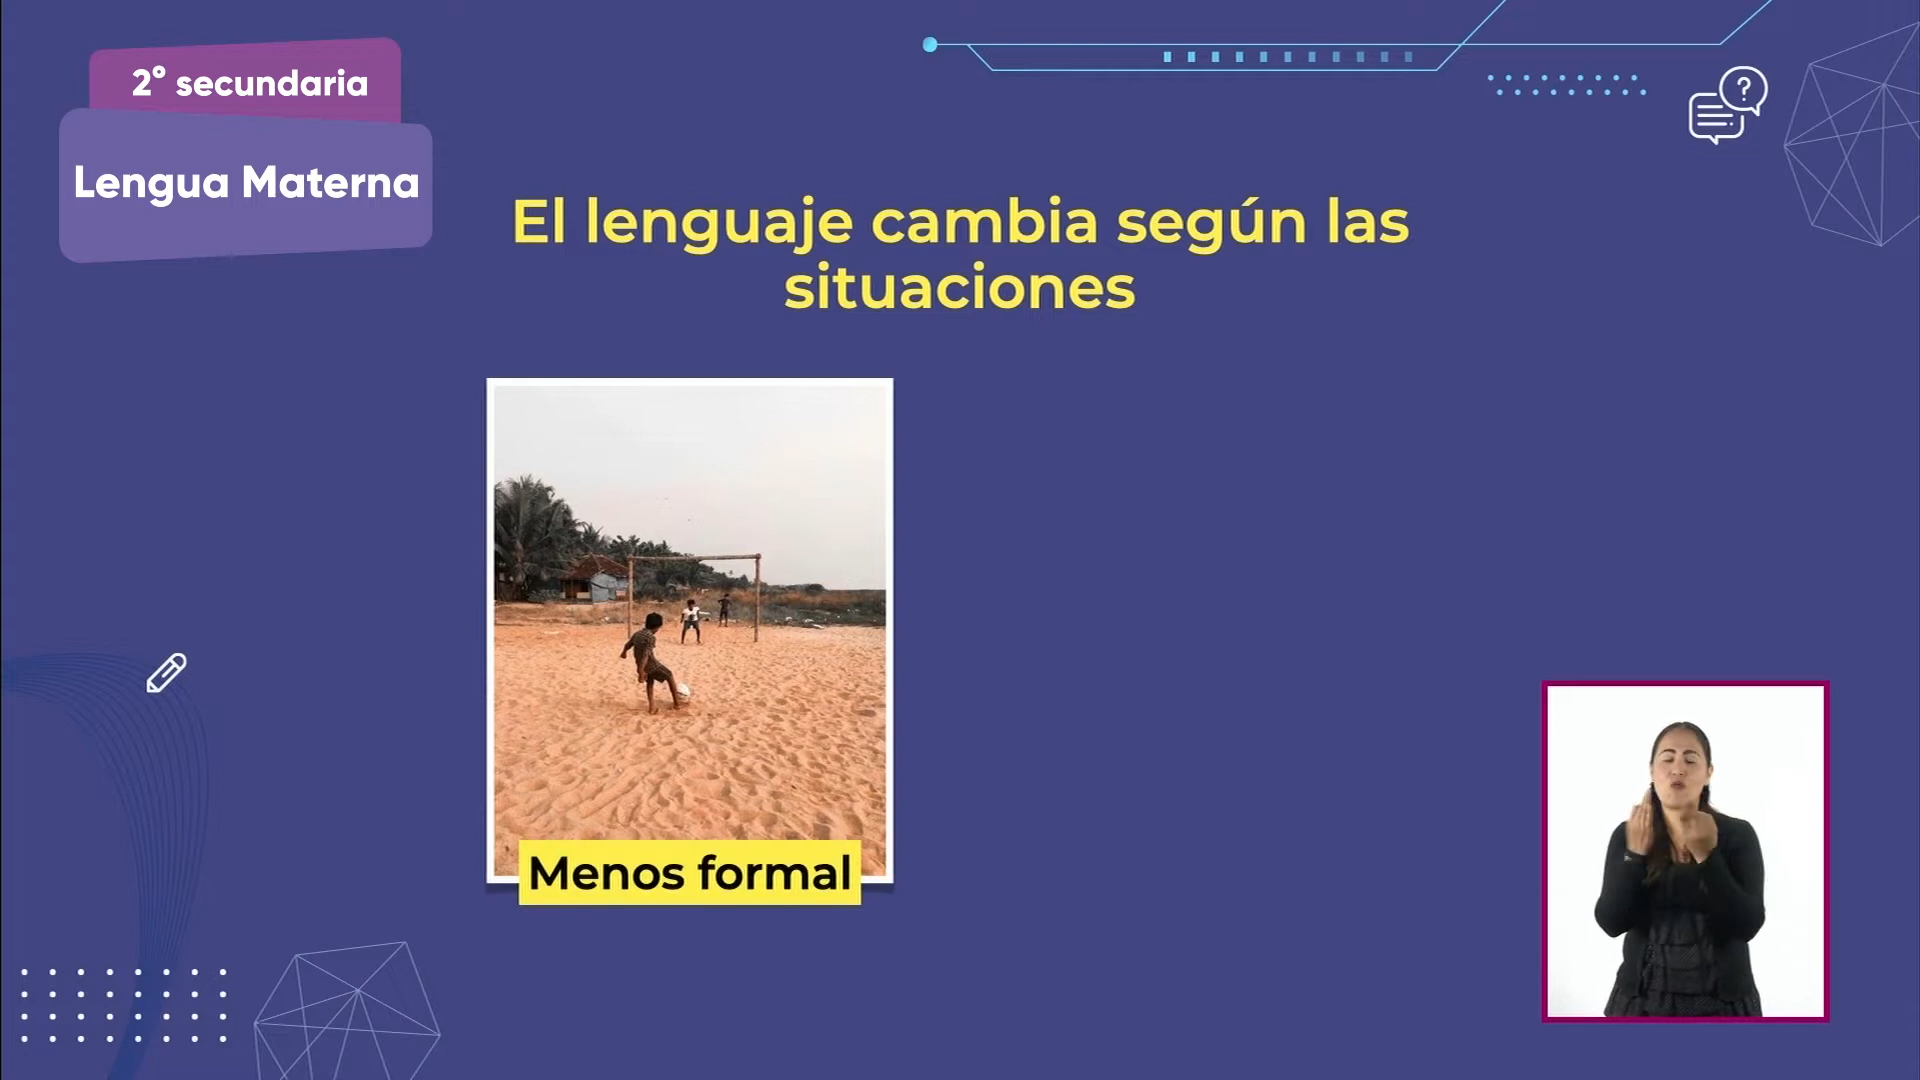 2° secundaria
Lengua Materna
El lenguaje cambia según las
situaciones
Menos formal